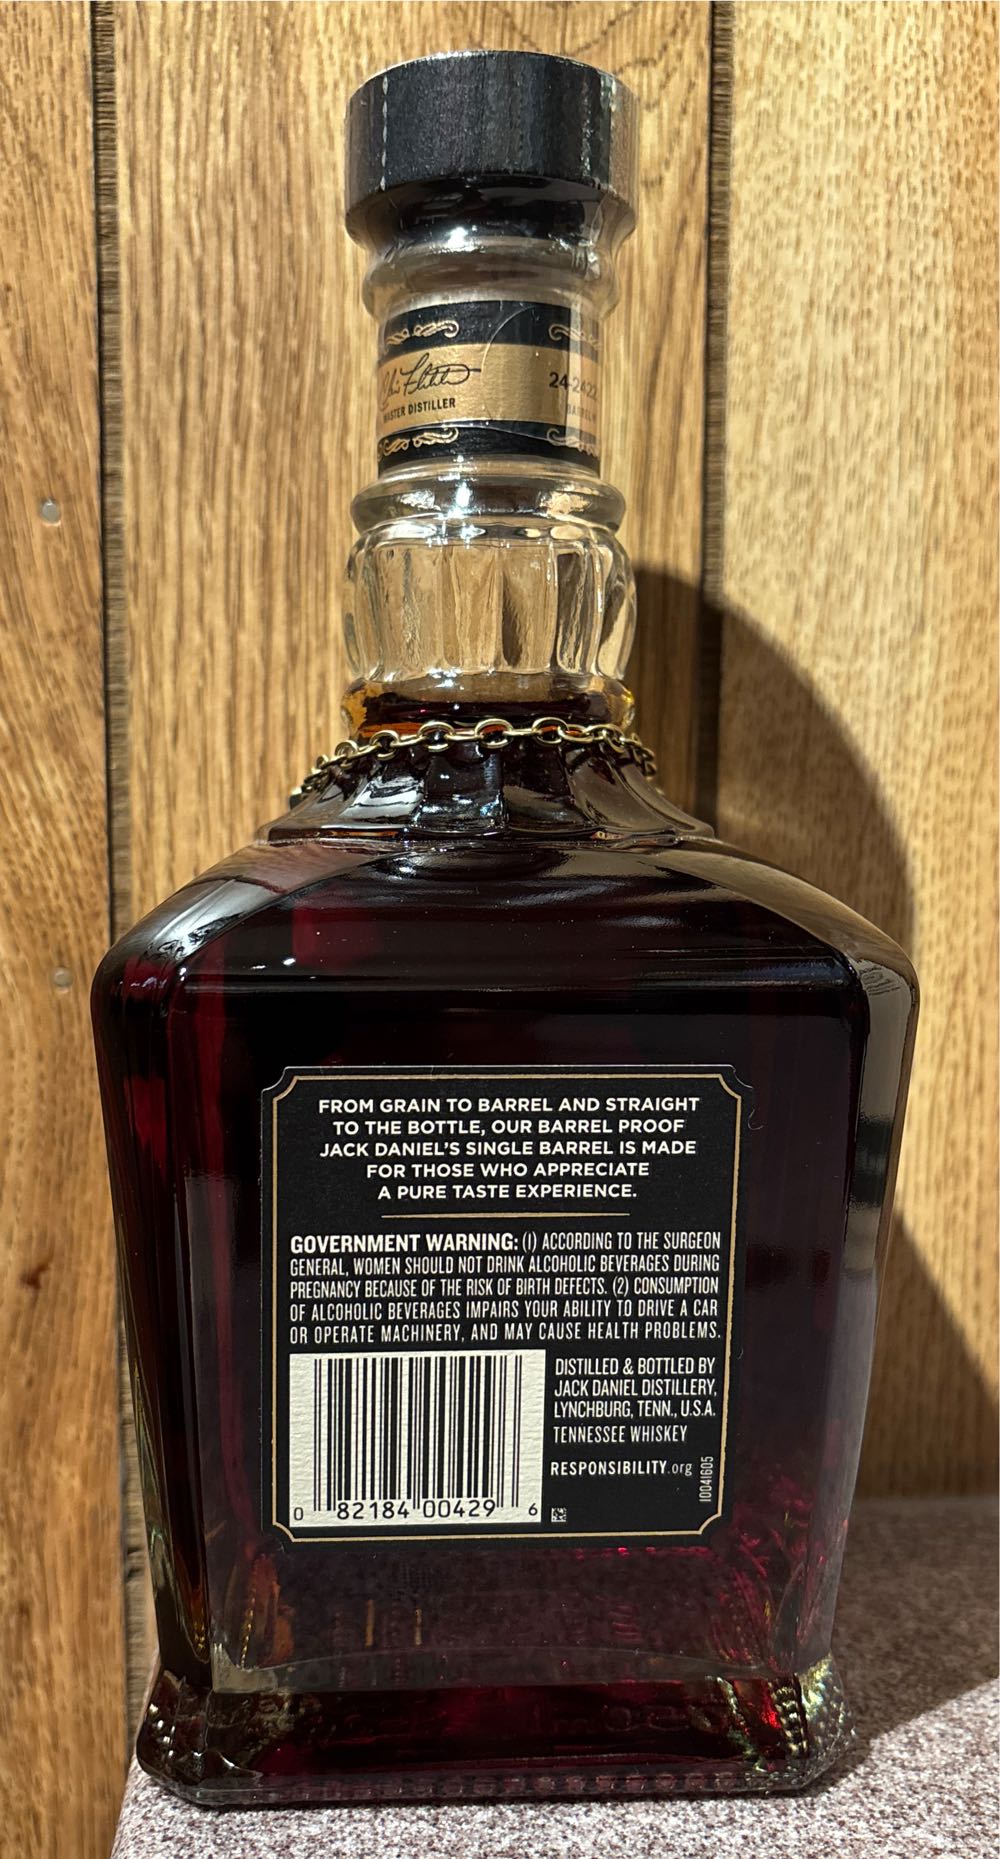 MASTER DISTILLER
FROM GRAIN TO BARREL AND STRAIGHT
TO THE BOTTLE, OUR BARREL PROOF
JACK DANIEL'S SINGLE BARREL IS MADE
FOR THOSE WHO APPRECIATE
A PURE TASTE EXPERIENCE.
GOVERNMENT WARNING: (1) ACCORDING TO THE SURGEON
GENERAL, WOMEN SHOULD NOT DRINK ALCOHOLIC BEVERAGES DURING
PREGNANCY BECAUSE OF THE RISK OF BIRTH DEFECTS. (2) CONSUMPTION
OF ALCOHOLIC BEVERAGES IMPAIRS YOUR ABILITY TO DRIVE A CAR
OR OPERATE MACHINERY, AND MAY CAUSE HEALTH PROBLEMS.
DISTILLED & BOTTLED BY
JACK DANIEL DISTILLERY,
LYNCHBURG, TENN., U.S.A.
TENNESSEE WHISKEY
RESPONSIBILITY.org
10041605
0 82184 00429 6